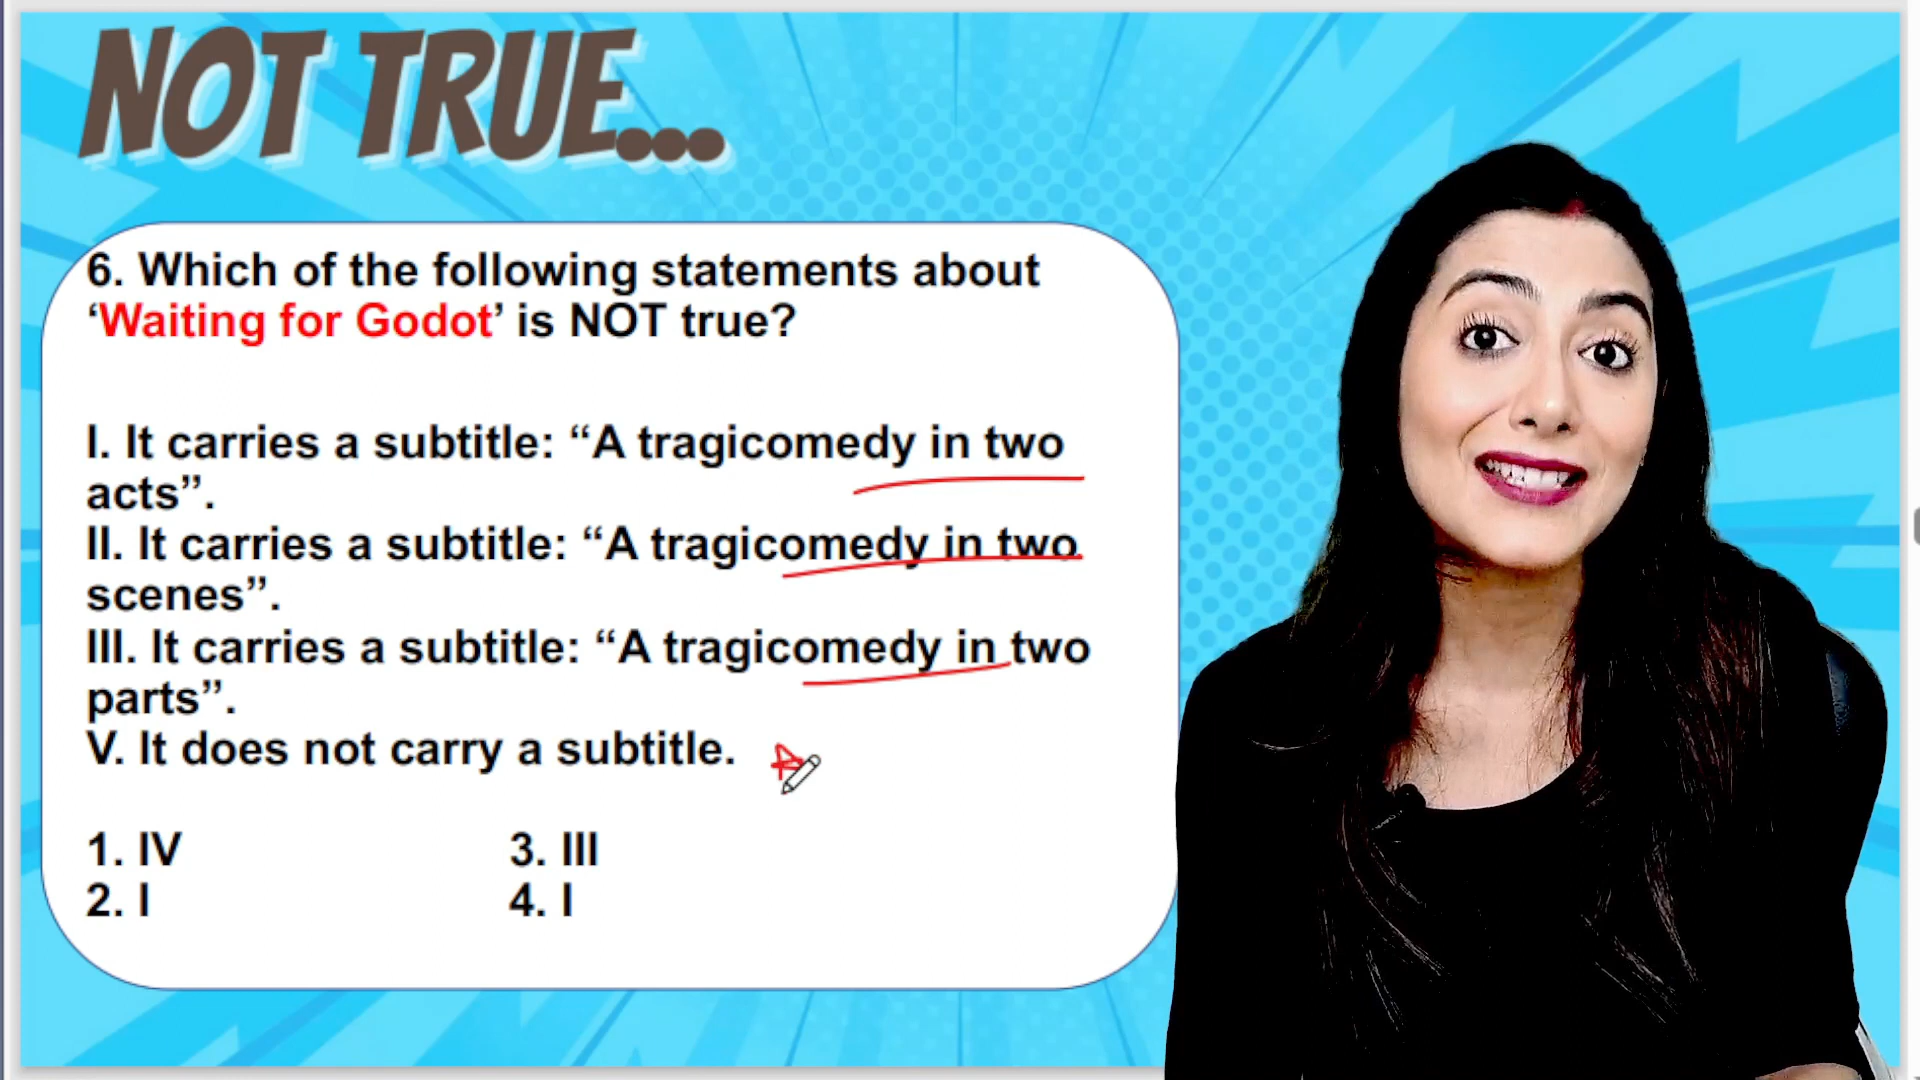 NOT TRUE...
6. Which of the following statements about
‘Waiting for Godot’ is NOT true?
I. It carries a subtitle: “A tragicomedy in two
acts”.
II. It carries a subtitle: “A tragicomedy in two
scenes”.
III. It carries a subtitle: “A tragicomedy in two
parts”.
V. It does not carry a subtitle.
1. IV
3. III
2. I
4. I